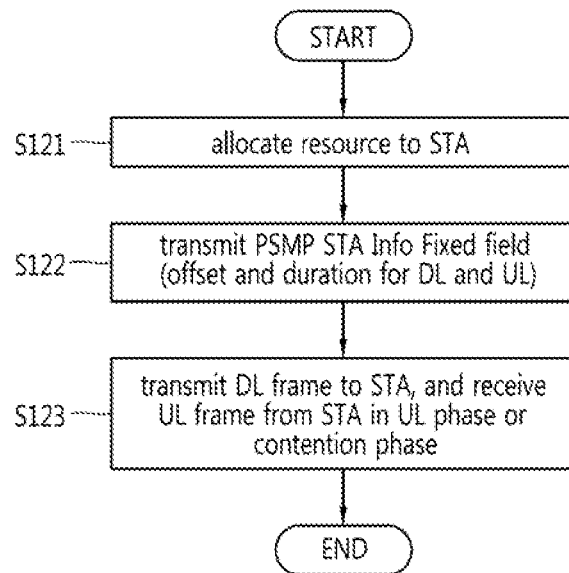 START
S121
allocate resource to STA
S122
transmit PSMP STA Info Fixed field
(offset and duration for DL and UL)
S123
transmit DL frame to STA, and receive
UL frame from STA in UL phase or
contention phase
END